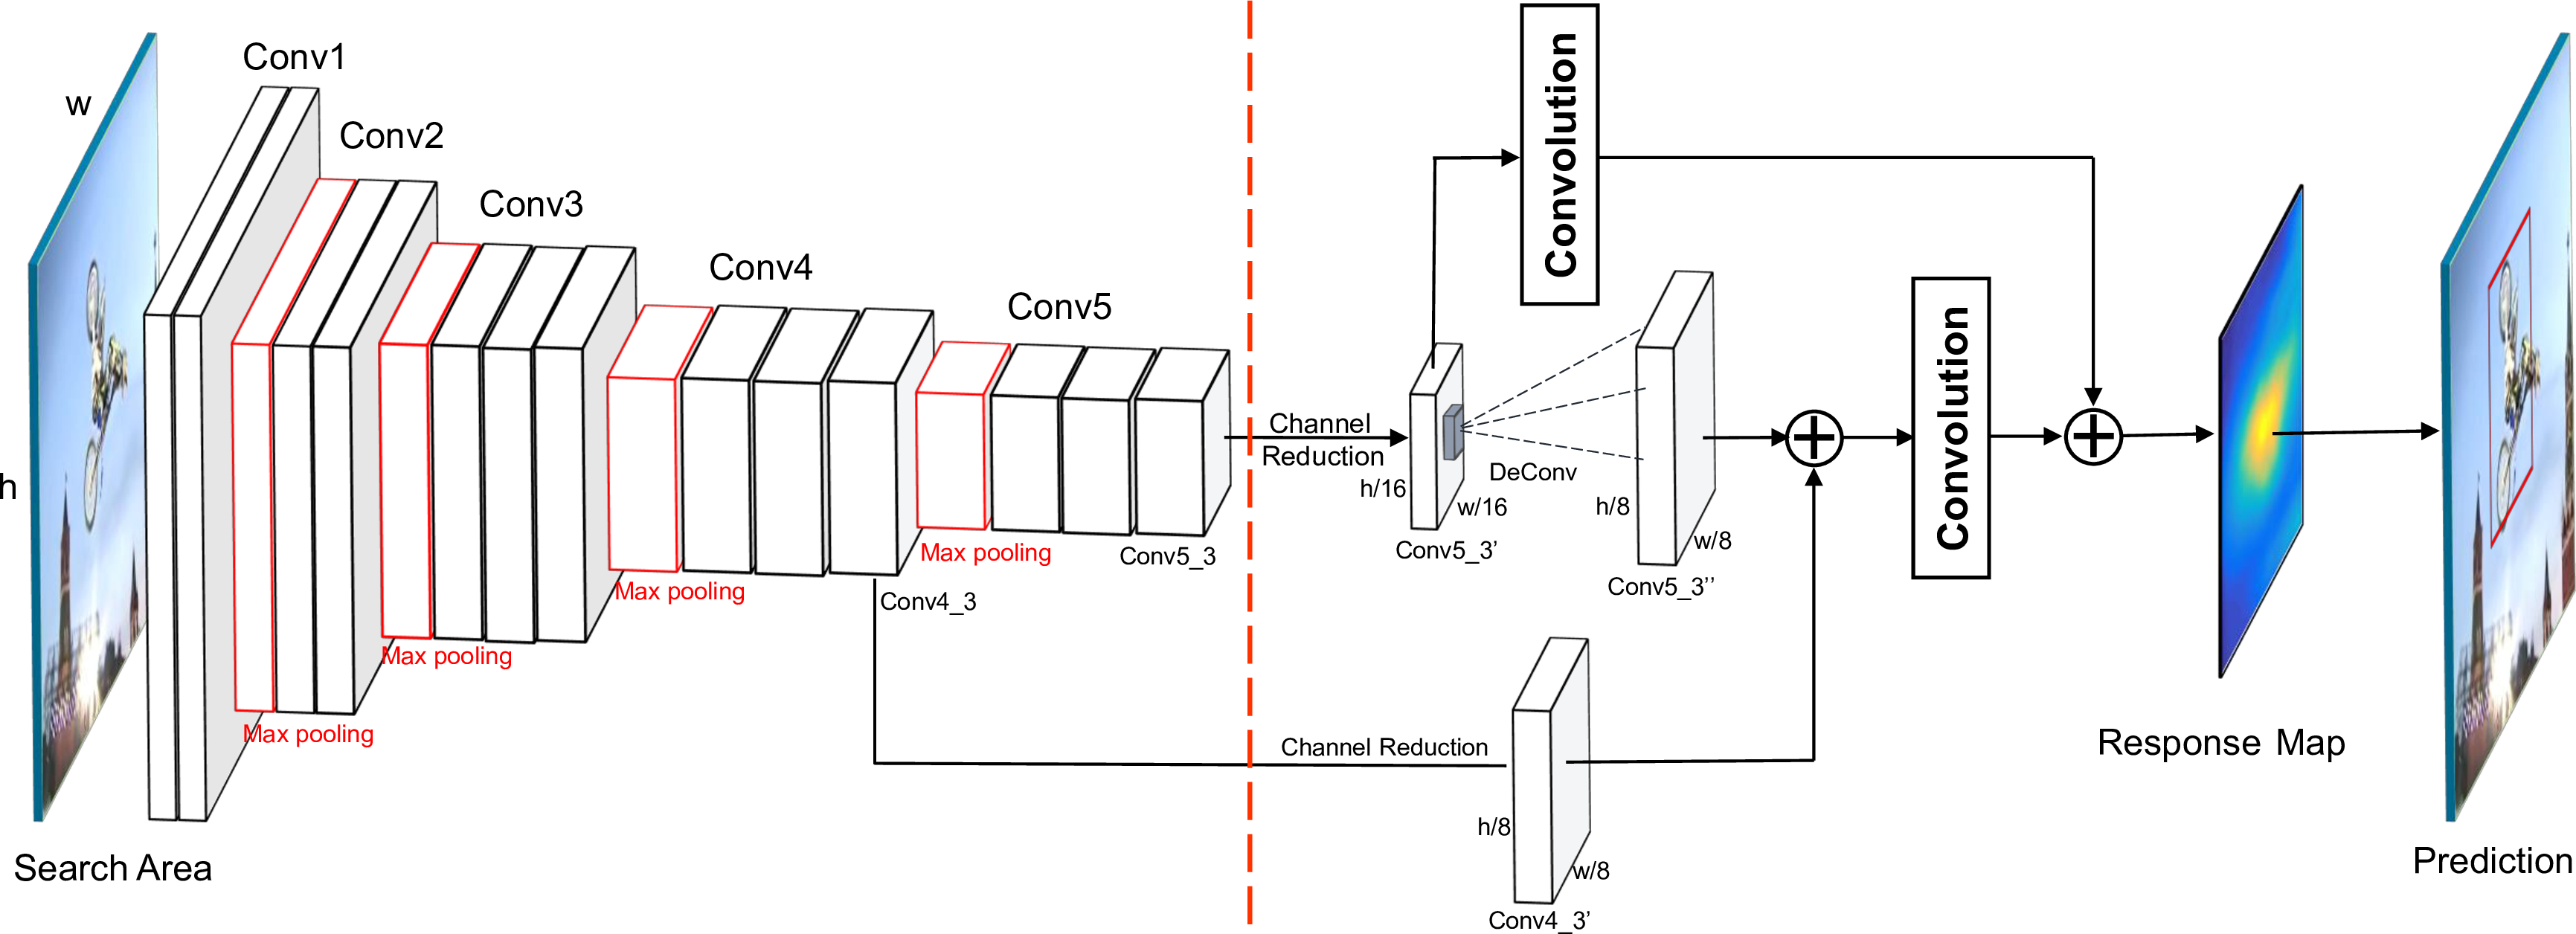 w
h
Search Area
Conv1
Conv2
Conv3
Conv4
Conv5
Max pooling
Max pooling
Max pooling
Max pooling
Conv4_3
Conv5_3
Channel
Reduction
Channel Reduction
h/16
w/16
Conv5_3’
DeConv
h/8
w/8
Conv5_3’’
h/8
w/8
Conv4_3’
Convolution
Convolution
Response Map
Prediction